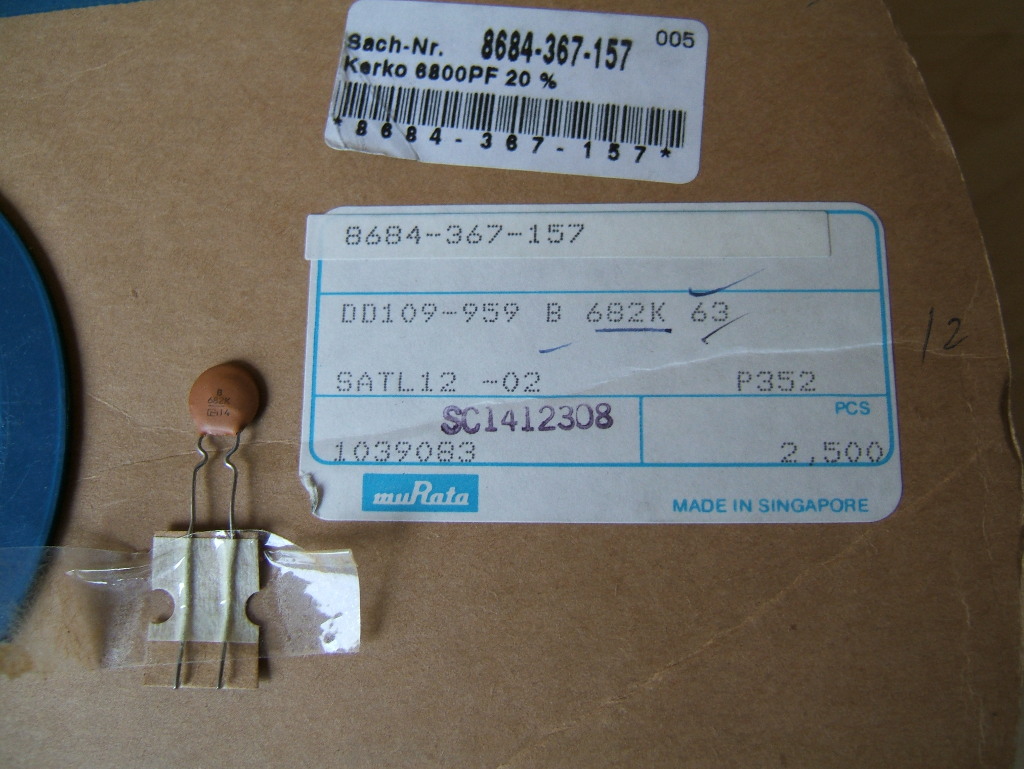 Sach-Nr. 8684-367-157 005
Kerko 6800PF 20 %
*8684-367-157*
8684-367-157
DD109-959 B 682K 63
SATL12 -02 P352
SC1412308
PCS
1039083 2,500
muRata
MADE IN SINGAPORE
12
B
682K